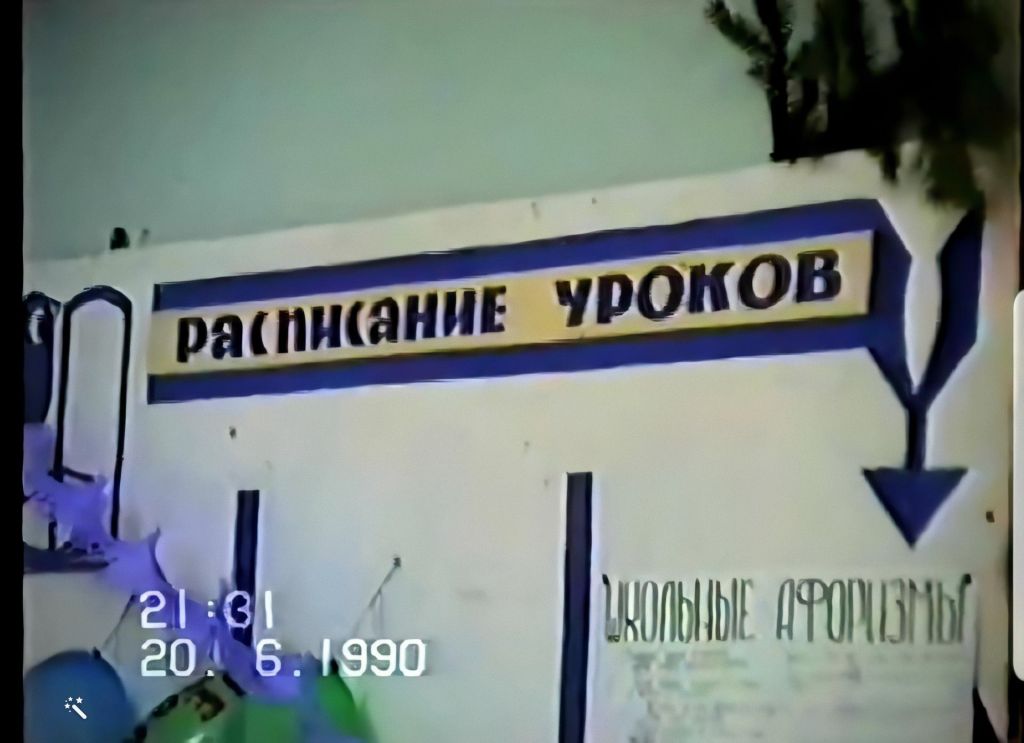 РАСПИСАНИЕ УРОКОВ
ШКОЛЬНЫЕ АФОРИЗМЫ
21:31
20. 6.1990